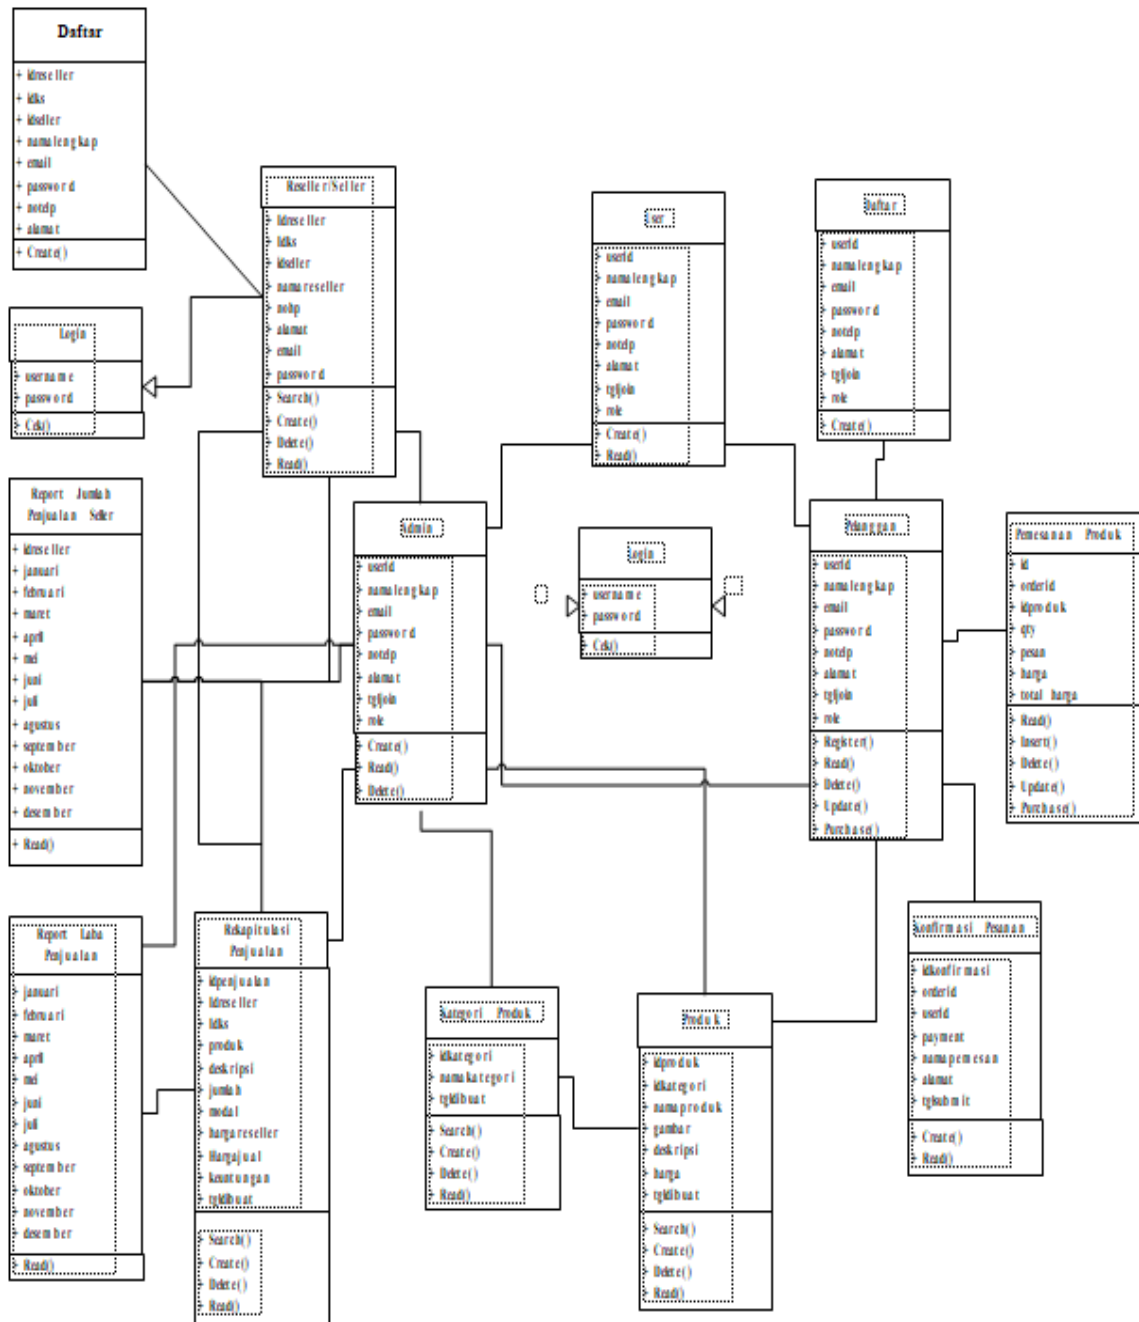 Daftar
+ idreseller
+ idks
+ idseller
+ namalengkap
+ email
+ password
+ notelp
+ alamat
+ Create()
Login
+ username
+ password
+ Cek()
Report Jumlah
Penjualan Seller
+ idreseller
+ januari
+ februari
+ maret
+ april
+ mei
+ juni
+ juli
+ agustus
+ september
+ oktober
+ november
+ desember
+ Read()
Report Laba
Penjualan
+ januari
+ februari
+ maret
+ april
+ mei
+ juni
+ juli
+ agustus
+ september
+ oktober
+ november
+ desember
+ Read()
Reseller/Seller
+ Idreseller
+ Idks
+ idseller
+ namareseller
+ nohp
+ alamat
+ email
+ password
+ Search()
+ Create()
+ Delete()
+ Read()
Rekapitulasi
Penjualan
+ idpenjualan
+ Idreseller
+ Idks
+ produk
+ deskripsi
+ jumlah
+ modal
+ hargareseller
+ Hargajual
+ keuntungan
+ tgldibuat
+ Search()
+ Create()
+ Delete()
+ Read()
Admin
+ userid
+ namalengkap
+ email
+ password
+ notelp
+ alamat
+ tgljoin
+ role
+ Create()
+ Read()
+ Delete()
Kategori Produk
+ idkategori
+ namakategori
+ tgldibuat
+ Search()
+ Create()
+ Delete()
+ Read()
User
+ userid
+ namalengkap
+ email
+ password
+ notelp
+ alamat
+ tgljoin
+ role
+ Create()
+ Read()
Login
+ username
+ password
+ Cek()
Produk
+ idproduk
+ idkategori
+ namaproduk
+ gambar
+ deskripsi
+ harga
+ tgldibuat
+ Search()
+ Create()
+ Delete()
+ Read()
Daftar
+ userid
+ namalengkap
+ email
+ password
+ notelp
+ alamat
+ tgljoin
+ role
+ Create()
Pelanggan
+ userid
+ namalengkap
+ email
+ password
+ notelp
+ alamat
+ tgljoin
+ role
+ Register()
+ Read()
+ Delete()
+ Update()
+ Purchase()
Pemesanan Produk
+ id
+ orderid
+ idproduk
+ qty
+ pesan
+ harga
+ total harga
+ Read()
+ Insert()
+ Delete()
+ Update()
+ Purchase()
Konfirmasi Pesanan
+ idkonfirmasi
+ orderid
+ userid
+ payment
+ namapemesan
+ alamat
+ tglsubmit
+ Create()
+ Read()